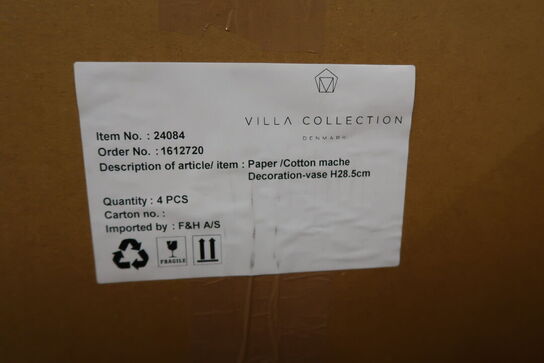 VILLA COLLECTION
DENMARK
Item No. : 24084
Order No. : 1612720
Description of article/ item : Paper /Cotton mache
Decoration-vase H28.5cm
Quantity : 4 PCS
Carton no. :
Imported by : F&H A/S
FRAGILE